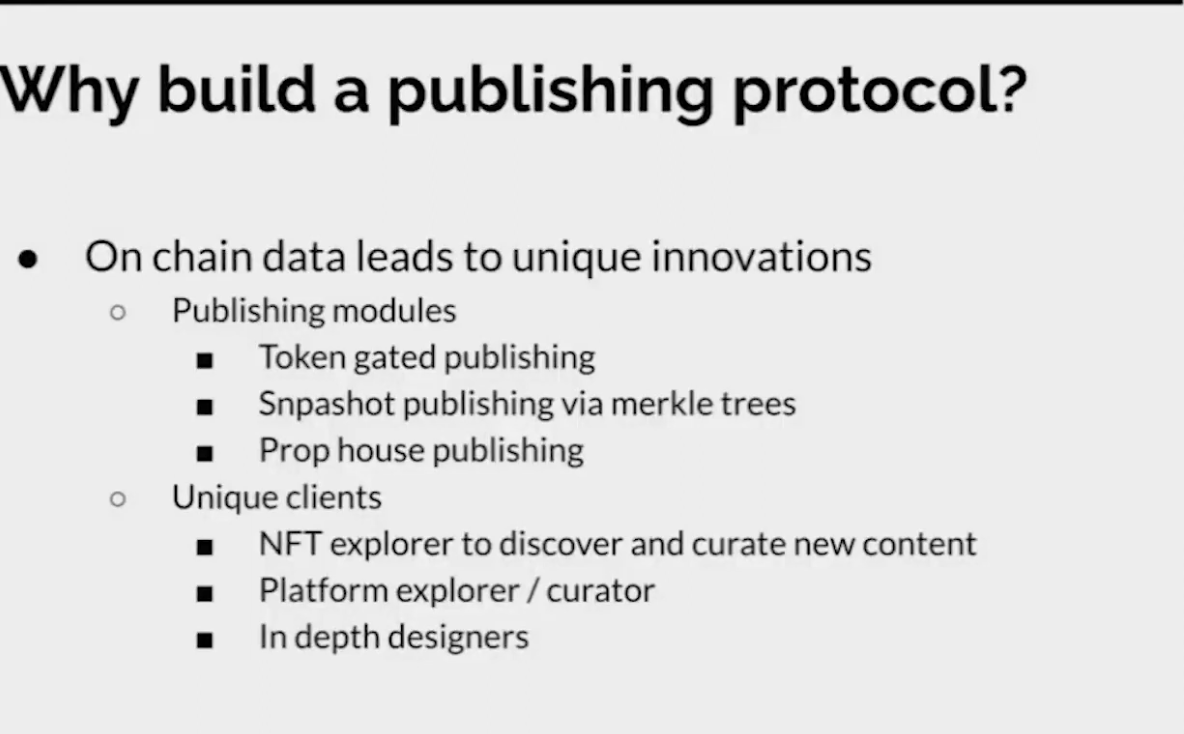 Why build a publishing protocol?
● On chain data leads to unique innovations
○ Publishing modules
■ Token gated publishing
■ Snpashot publishing via merkle trees
■ Prop house publishing
○ Unique clients
■ NFT explorer to discover and curate new content
■ Platform explorer / curator
■ In depth designers